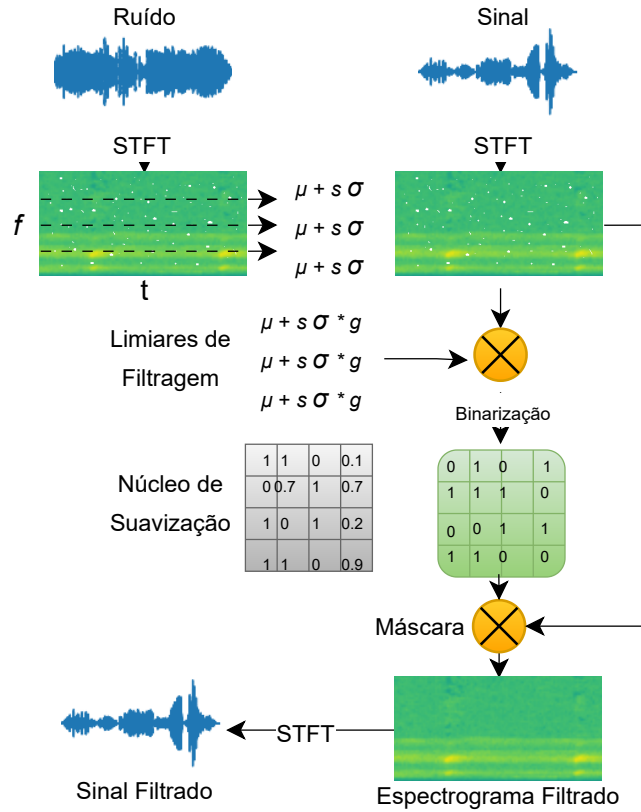 Ruído
Sinal
STFT
STFT
f
μ + s σ
μ + s σ
μ + s σ
t
Limiares de
Filtragem
μ + s σ * g
μ + s σ * g
μ + s σ * g
Binarização
Núcleo de
Suavização
1 1 0 0.1
0 0.7 1 0.7
1 0 1 0.2
1 1 0 0.9
0 1 0 1
1 1 1 0
0 0 1 1
1 1 0 0
Máscara
STFT
Sinal Filtrado
Espectrograma Filtrado